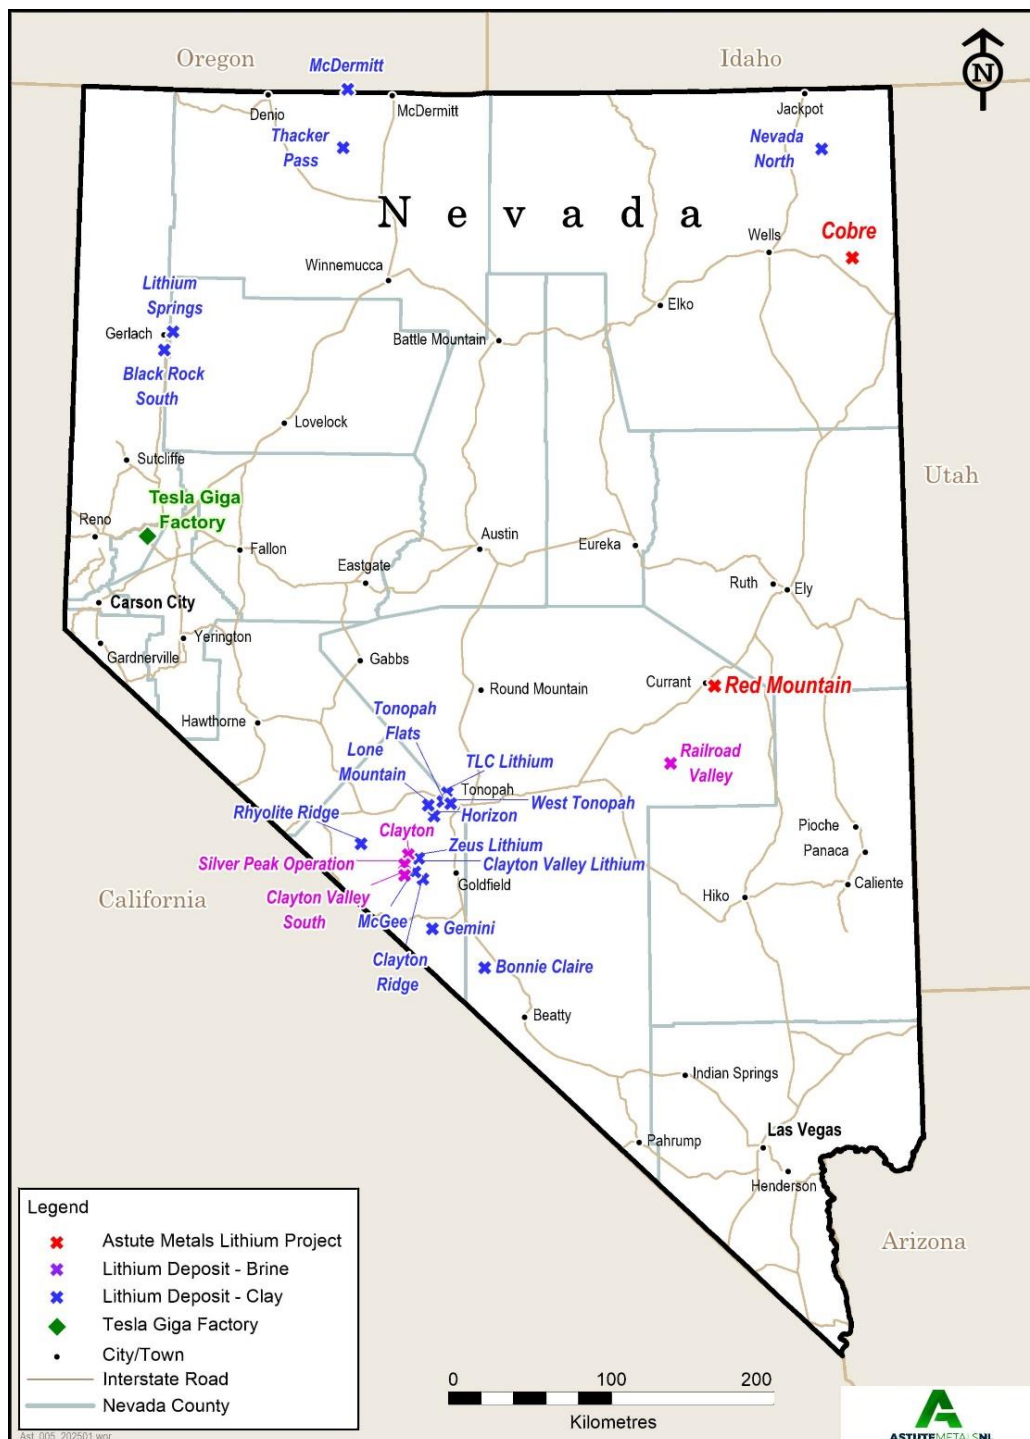 Oregon
Idaho
McDermitt
N
Denio
McDermitt
Jackpot
Thacker
Pass
Nevada
North
Nevada
Cobre
Wells
Winnemucca
Lithium
Springs
Elko
Gerlach
Battle Mountain
Black Rock
South
Lovelock
Sutcliffe
Utah
Tesla Giga
Factory
Reno
Fallon
Austin
Eureka
Eastgate
Ruth
Ely
Carson City
Yerington
Gardnerville
Gabbs
Currant
Red Mountain
Round Mountain
Hawthorne
Tonopah
Flats
Lone
Mountain
TLC Lithium
Railroad
Valley
Tonopah
West Tonopah
Rhyolite Ridge
Horizon
Clayton
Zeus Lithium
Silver Peak Operation
Clayton Valley Lithium
Goldfield
Pioche
Panaca
Caliente
Hiko
California
Clayton Valley
South
McGee
Gemini
Clayton
Ridge
Bonnie Claire
Beatty
Indian Springs
Las Vegas
Pahrump
Henderson
Arizona
Legend
Astute Metals Lithium Project
Lithium Deposit - Brine
Lithium Deposit - Clay
Tesla Giga Factory
City/Town
Interstate Road
Nevada County
0 100 200
Kilometres
Ast_005_202501.wor
ASTUTEMETALSNL